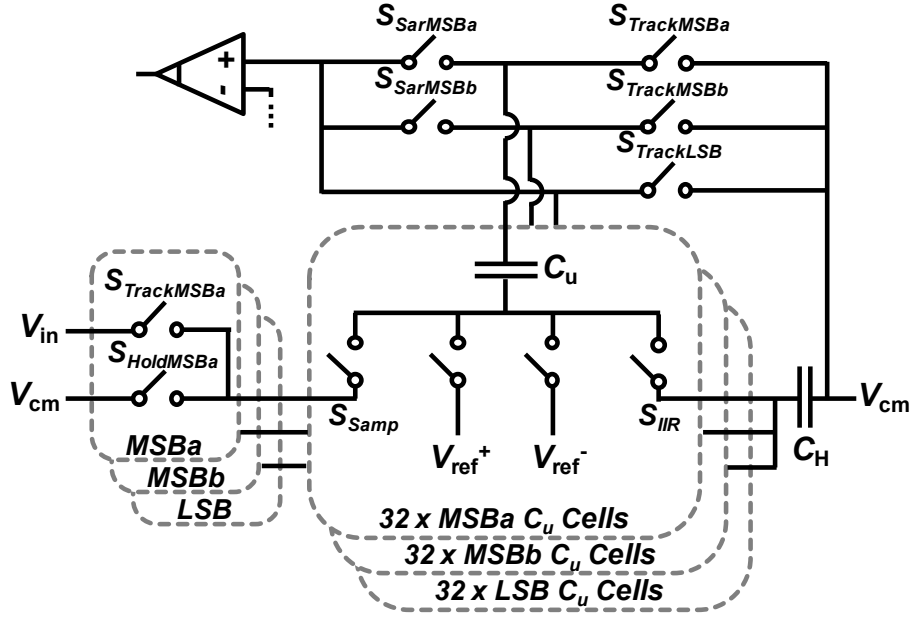 S_SarMSBa
S_TrackMSBa
+
S_SarMSBb
S_TrackMSBb
-
S_TrackLSB
C_u
S_TrackMSBa
V_in
S_HoldMSBa
V_cm
S_Samp
S_IIR
V_cm
V_ref^+
V_ref^-
C_H
MSBa
MSBb
LSB
32 x MSBa C_u Cells
32 x MSBb C_u Cells
32 x LSB C_u Cells